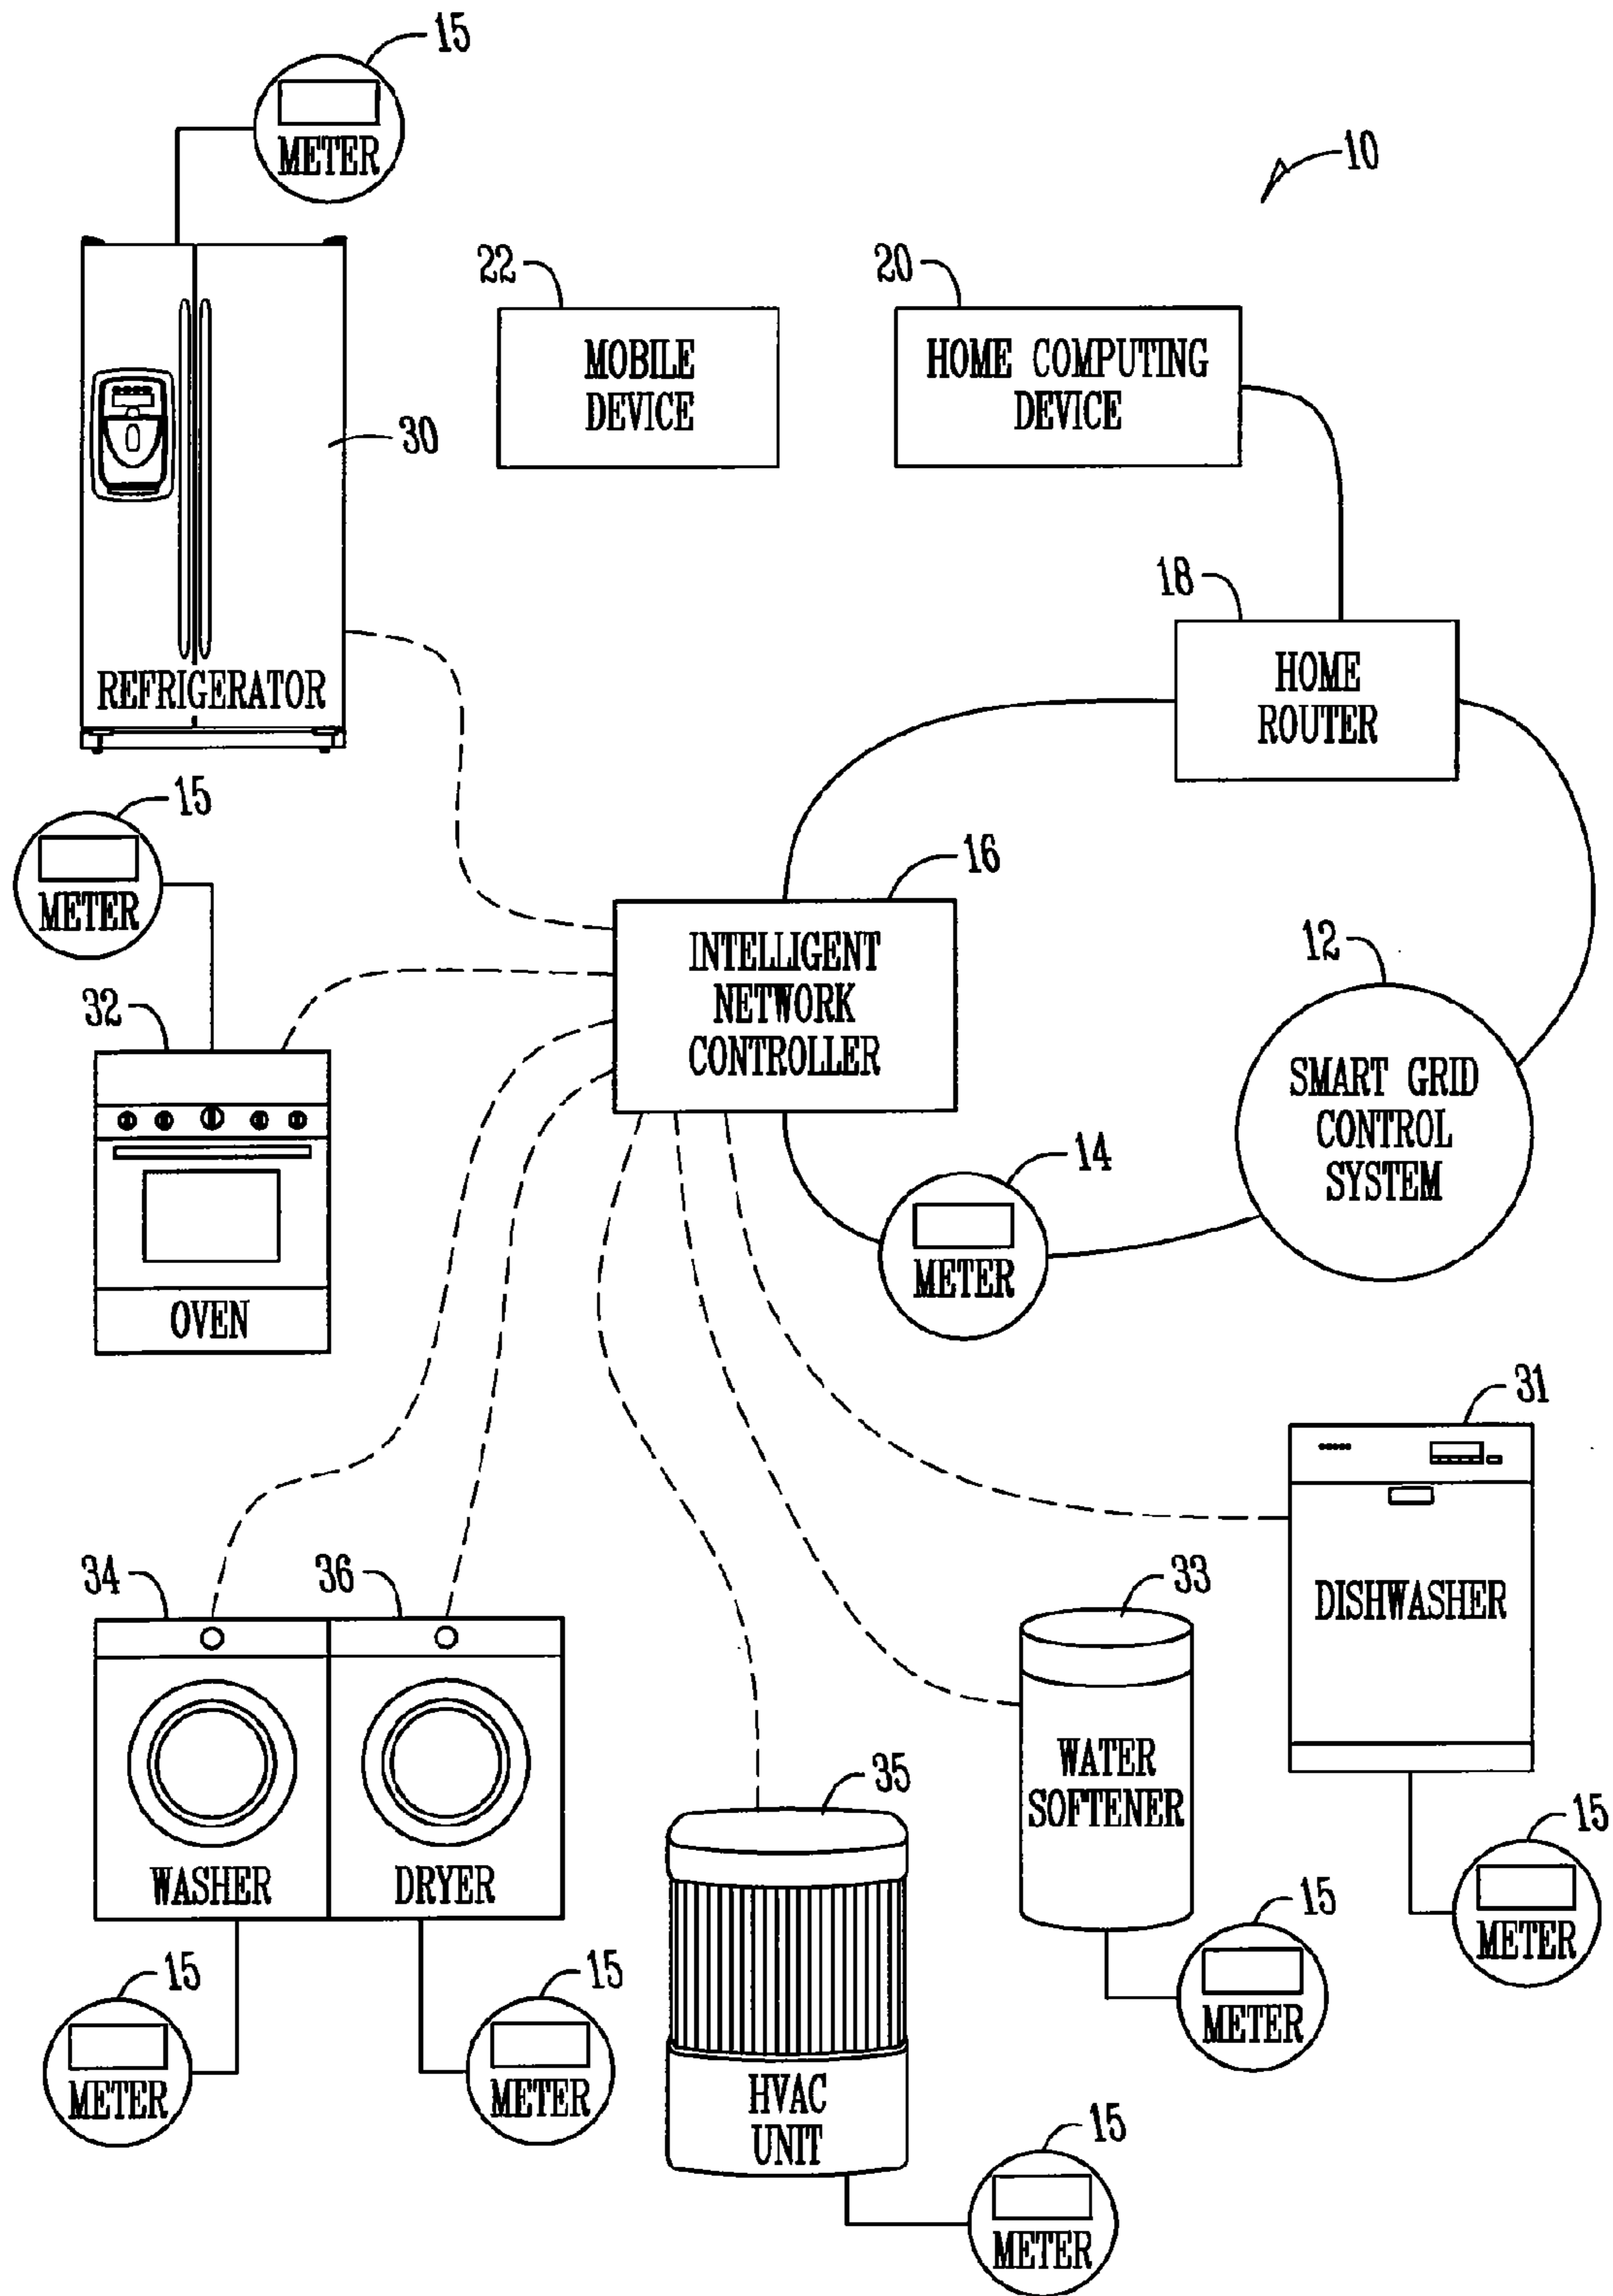 15
METER
10
22
20
MOBILE
DEVICE
HOME COMPUTING
DEVICE
30
18
REFRIGERATOR
HOME
ROUTER
15
METER
16
INTELLIGENT
NETWORK
CONTROLLER
12
SMART GRID
CONTROL
SYSTEM
32
14
METER
OVEN
31
DISHWASHER
34
36
33
WATER
SOFTENER
35
WASHER
DRYER
15
METER
15
METER
15
METER
15
METER
HVAC
UNIT
15
METER